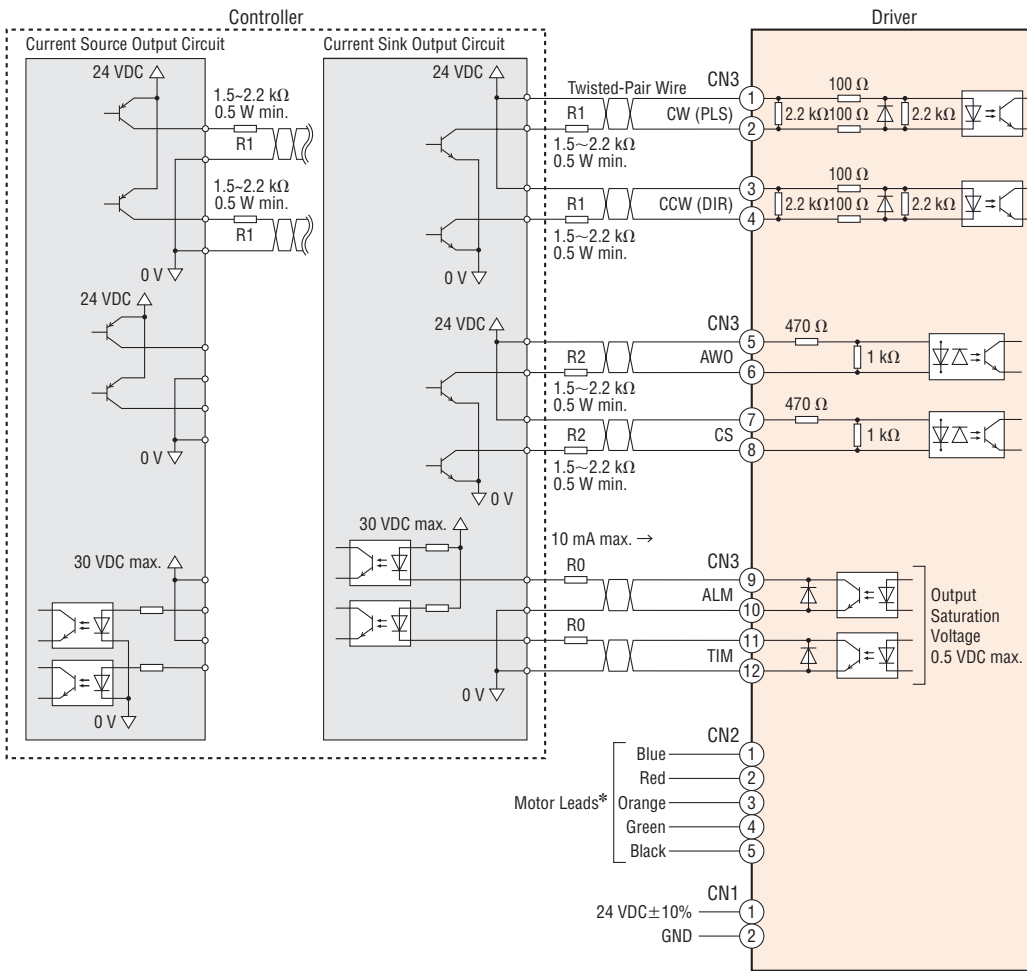 Controller
Driver
Current Source Output Circuit
Current Sink Output Circuit
24 VDC
1.5~2.2 kΩ
0.5 W min.
R1
1.5~2.2 kΩ
0.5 W min.
R1
0 V
24 VDC
0 V
30 VDC max.
0 V
24 VDC
0 V
24 VDC
0 V
30 VDC max.
0 V
Twisted-Pair Wire
R1
CW (PLS)
1.5~2.2 kΩ
0.5 W min.
R1
CCW (DIR)
1.5~2.2 kΩ
0.5 W min.
R2
AWO
1.5~2.2 kΩ
0.5 W min.
R2
CS
1.5~2.2 kΩ
0.5 W min.
10 mA max. →
R0
ALM
R0
TIM
CN3
1
2
100 Ω
2.2 kΩ
100 Ω
2.2 kΩ
3
4
100 Ω
2.2 kΩ
100 Ω
2.2 kΩ
CN3
5
6
470 Ω
1 kΩ
7
8
470 Ω
1 kΩ
CN3
9
10
11
12
Output
Saturation
Voltage
0.5 VDC max.
CN2
Motor Leads*
Blue 1
Red 2
Orange 3
Green 4
Black 5
CN1
24 VDC±10% 1
GND 2